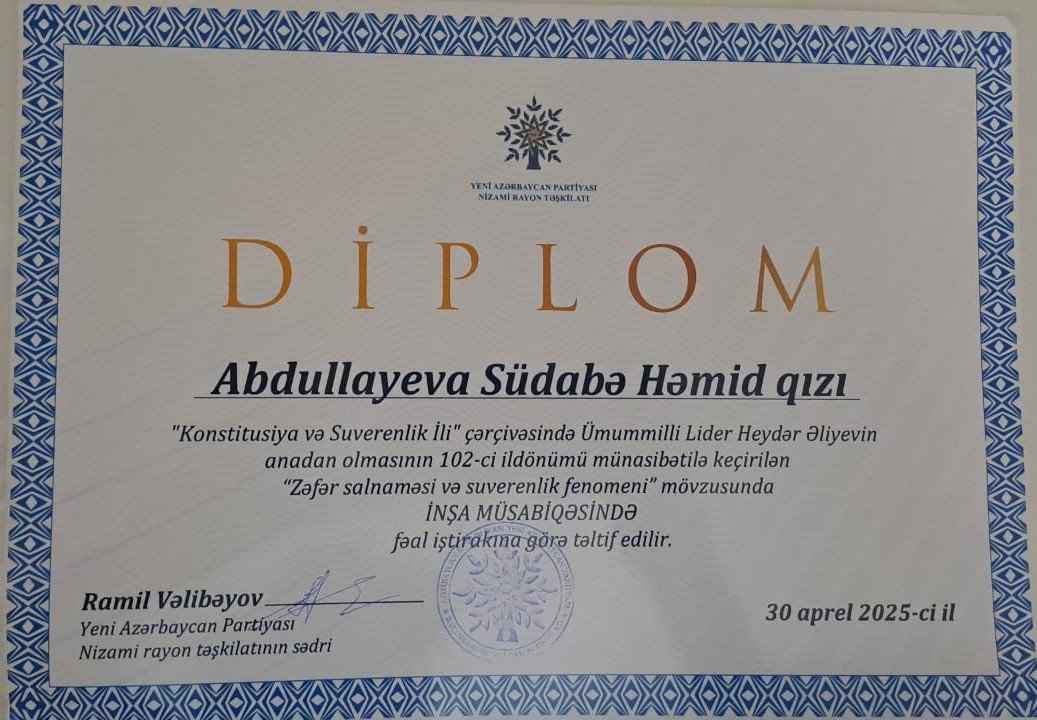 YENİ AZƏRBAYCAN PARTİYASI
NİZAMİ RAYON TƏŞKİLATI
DİPLOM
Abdullayeva Südabə Həmid qızı
"Konstitusiya və Suverenlik İli" çərçivəsində Ümummilli Lider Heydər Əliyevin
anadan olmasının 102-ci ildönümü münasibətilə keçirilən
“Zəfər salnaməsi və suverenlik fenomeni” mövzusunda
İNŞA MÜSABİQƏSİNDƏ
fəal iştirakına görə təltif edilir.
Ramil Vəlibəyov
Yeni Azərbaycan Partiyası
Nizami rayon təşkilatının sədri
30 aprel 2025-ci il